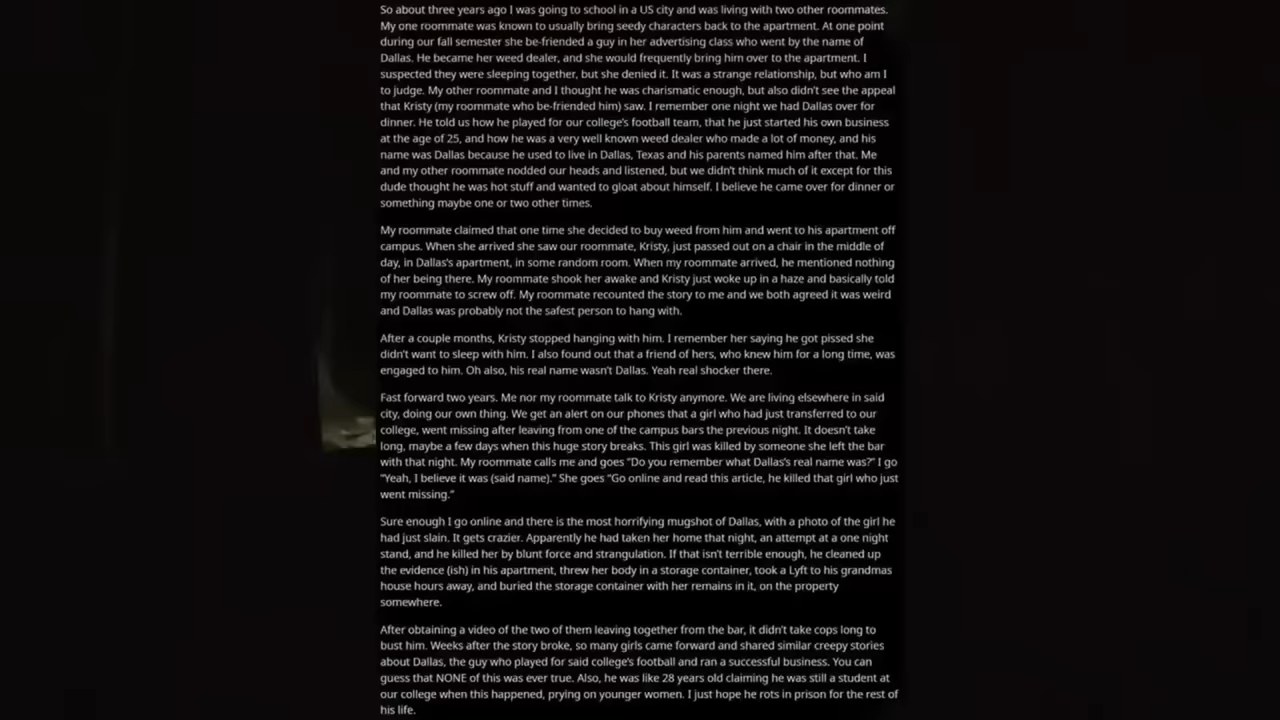 So about three years ago I was going to school in a US city and was living with two other roommates.
My one roommate was known to usually bring seedy characters back to the apartment. At one point
during our fall semester she be-friended a guy in her advertising class who went by the name of
Dallas. He became her weed dealer, and she would frequently bring him over to the apartment. I
suspected they were sleeping together, but she denied it. It was a strange relationship, but who am I
to judge. My other roommate and I thought he was charismatic enough, but also didn't see the appeal
that Kristy (my roommate who be-friended him) saw. I remember one night we had Dallas over for
dinner. He told us how he played for our college's football team, that he just started his own business
at the age of 25, and how he was a very well known weed dealer who made a lot of money, and his
name was Dallas because he used to live in Dallas, Texas and his parents named him after that. Me
and my other roommate nodded our heads and listened, but we didn't think much of it except for this
dude thought he was hot stuff and wanted to gloat about himself. I believe he came over for dinner or
something maybe one or two other times.
My roommate claimed that one time she decided to buy weed from him and went to his apartment off
campus. When she arrived she saw our roommate, Kristy, just passed out on a chair in the middle of
day, in Dallas's apartment, in some random room. When my roommate arrived, he mentioned nothing
of her being there. My roommate shook her awake and Kristy just woke up in a haze and basically told
my roommate to screw off. My roommate recounted the story to me and we both agreed it was weird
and Dallas was probably not the safest person to hang with.
After a couple months, Kristy stopped hanging with him. I remember her saying he got pissed she
didn't want to sleep with him. I also found out that a friend of hers, who knew him for a long time, was
engaged to him. Oh also, his real name wasn't Dallas. Yeah real shocker there.
Fast forward two years. Me nor my roommate talk to Kristy anymore. We are living elsewhere in said
city, doing our own thing. We get an alert on our phones that a girl who had just transferred to our
college, went missing after leaving from one of the campus bars the previous night. It doesn't take
long, maybe a few days when this huge story breaks. This girl was killed by someone she left the bar
with that night. My roommate calls me and goes "Do you remember what Dallas's real name was?" I go
"Yeah, I believe it was (said name)." She goes "Go online and read this article, he killed that girl who just
went missing."
Sure enough I go online and there is the most horrifying mugshot of Dallas, with a photo of the girl he
had just slain. It gets crazier. Apparently he had taken her home that night, an attempt at a one night
stand, and he killed her by blunt force and strangulation. If that isn't terrible enough, he cleaned up
the evidence (ish) in his apartment, threw her body in a storage container, took a Lyft to his grandmas
house hours away, and buried the storage container with her remains in it, on the property
somewhere.
After obtaining a video of the two of them leaving together from the bar, it didn't take cops long to
bust him. Weeks after the story broke, so many girls came forward and shared similar creepy stories
about Dallas, the guy who played for said college's football and ran a successful business. You can
guess that NONE of this was ever true. Also, he was like 28 years old claiming he was still a student at
our college when this happened, prying on younger women. I just hope he rots in prison for the rest of
his life.